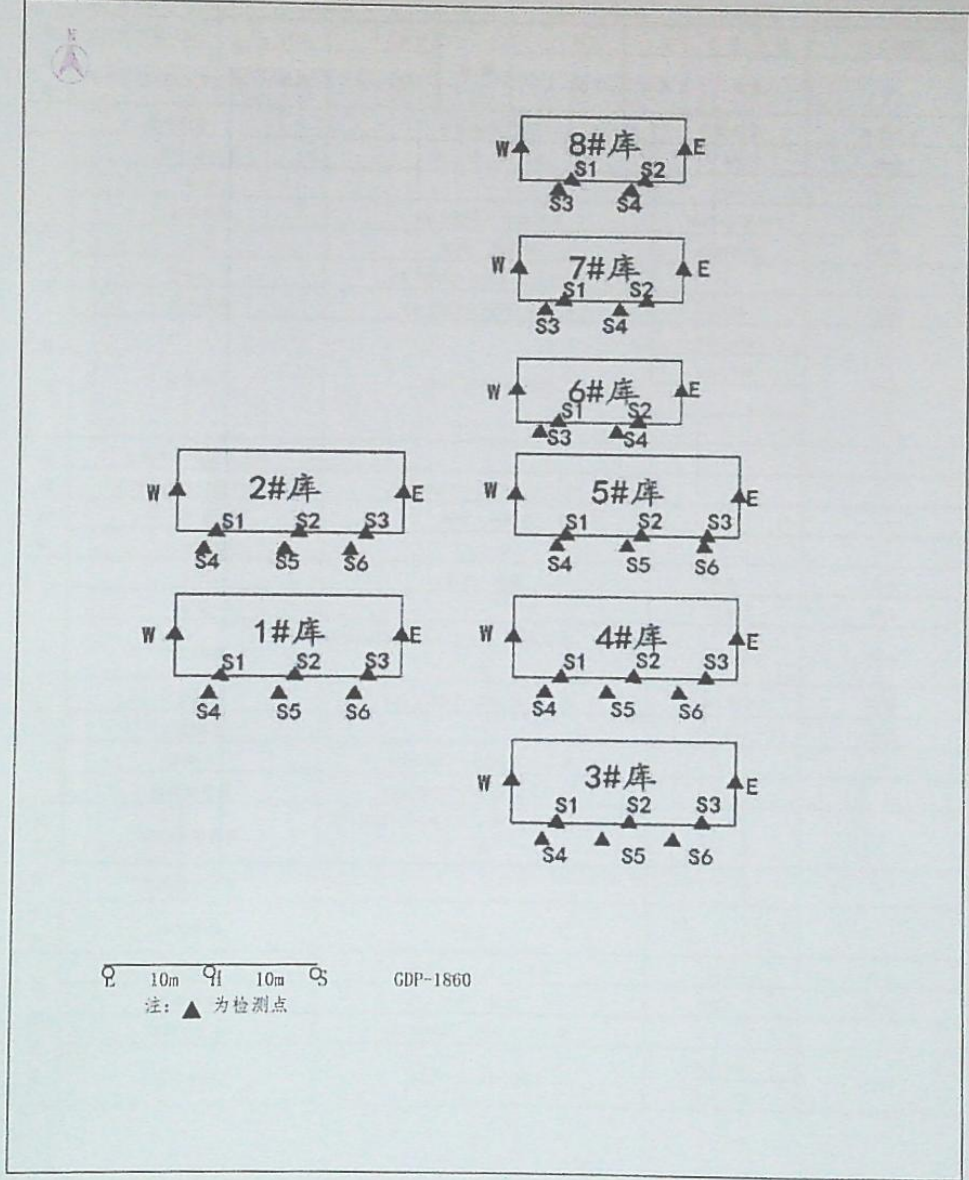 N
8#库
W E
S1 S2
S3 S4
7#库
W E
S1 S2
S3 S4
6#库
W E
S1 S2
S3 S4
2#库
W E
S1 S2 S3
S4 S5 S6
5#库
W E
S1 S2 S3
S4 S5 S6
1#库
W E
S1 S2 S3
S4 S5 S6
4#库
W E
S1 S2 S3
S4 S5 S6
3#库
W E
S1 S2 S3
S4 S5 S6
10m H 10m S GDP-1860
注: ▲ 为检测点